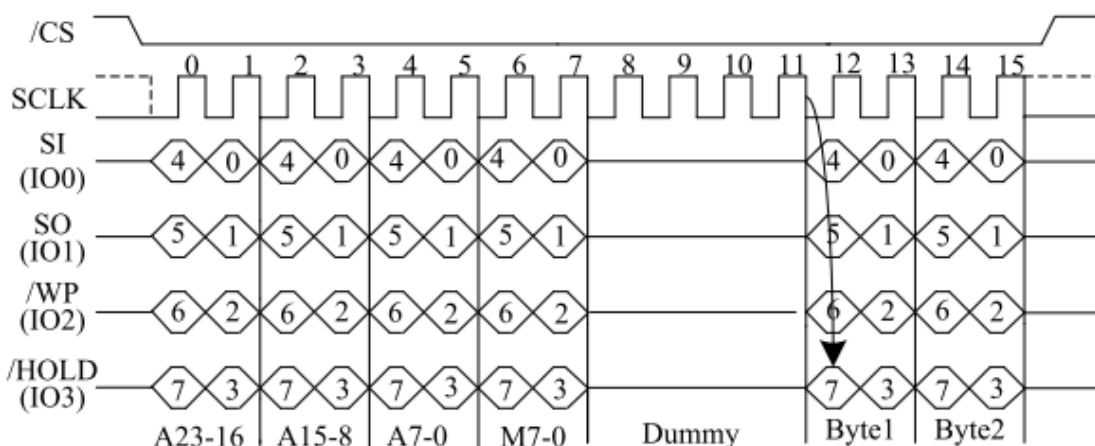 /CS
0 1 2 3 4 5 6 7 8 9 10 11 12 13 14 15
SCLK
SI
(IO0)
4 0 4 0 4 0 4 0 4 0 4 0
SO
(IO1)
5 1 5 1 5 1 5 1 5 1 5 1
/WP
(IO2)
6 2 6 2 6 2 6 2 6 2 6 2
/HOLD
(IO3)
7 3 7 3 7 3 7 3 7 3 7 3
A23-16 A15-8 A7-0 M7-0 Dummy Byte1 Byte2